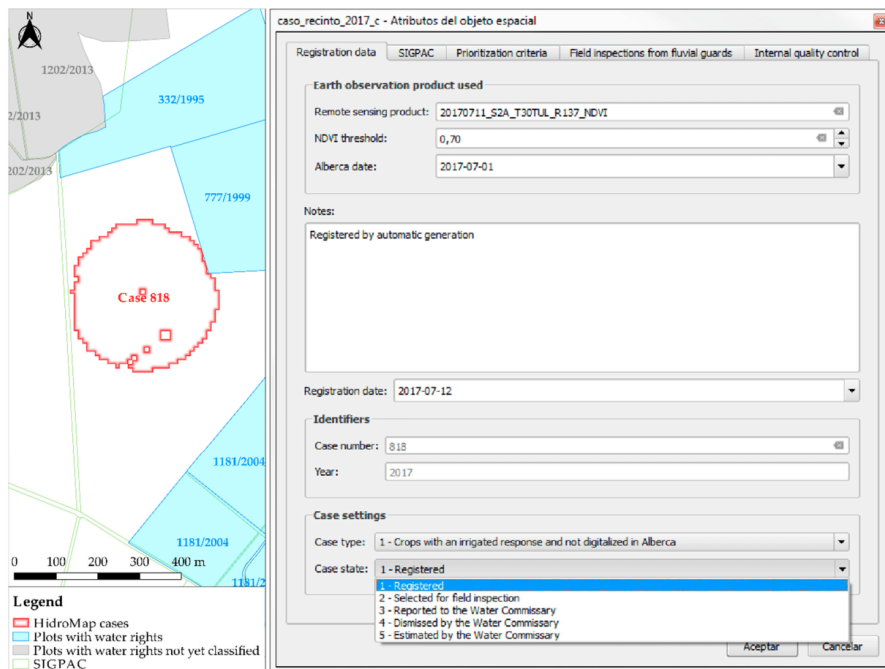 N
1202/2013
332/1995
2/2013
202/2013
777/1999
Case 818
1181/2004
1181/2004
1181/2
0 100 200 300 400 m
Legend
HidroMap cases
Plots with water rights
Plots with water rights not yet classified
SIGPAC
caso_recinto_2017_c - Atributos del objeto espacial
Registration data SIGPAC Prioritization criteria Field inspections from fluvial guards Internal quality control
Earth observation product used
Remote sensing product: 20170711_S2A_T30TUL_R137_NDVI
NDVI threshold: 0,70
Alberca date: 2017-07-01
Notes:
Registered by automatic generation
Registration date: 2017-07-12
Identifiers
Case number: 818
Year: 2017
Case settings
Case type: 1 - Crops with an irrigated response and not digitalized in Alberca
Case state: 1 - Registered
1 - Registered
2 - Selected for field inspection
3 - Reported to the Water Commissary
4 - Dismissed by the Water Commissary
5 - Estimated by the Water Commissary
Aceptar Cancelar